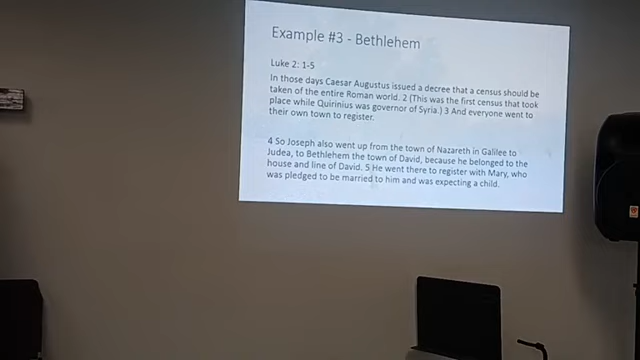 Example #3 - Bethlehem
Luke 2: 1-5
In those days Caesar Augustus issued a decree that a census should be
taken of the entire Roman world. 2 (This was the first census that took
place while Quirinius was governor of Syria.) 3 And everyone went to
their own town to register.
4 So Joseph also went up from the town of Nazareth in Galilee to
Judea, to Bethlehem the town of David, because he belonged to the
house and line of David. 5 He went there to register with Mary, who
was pledged to be married to him and was expecting a child.